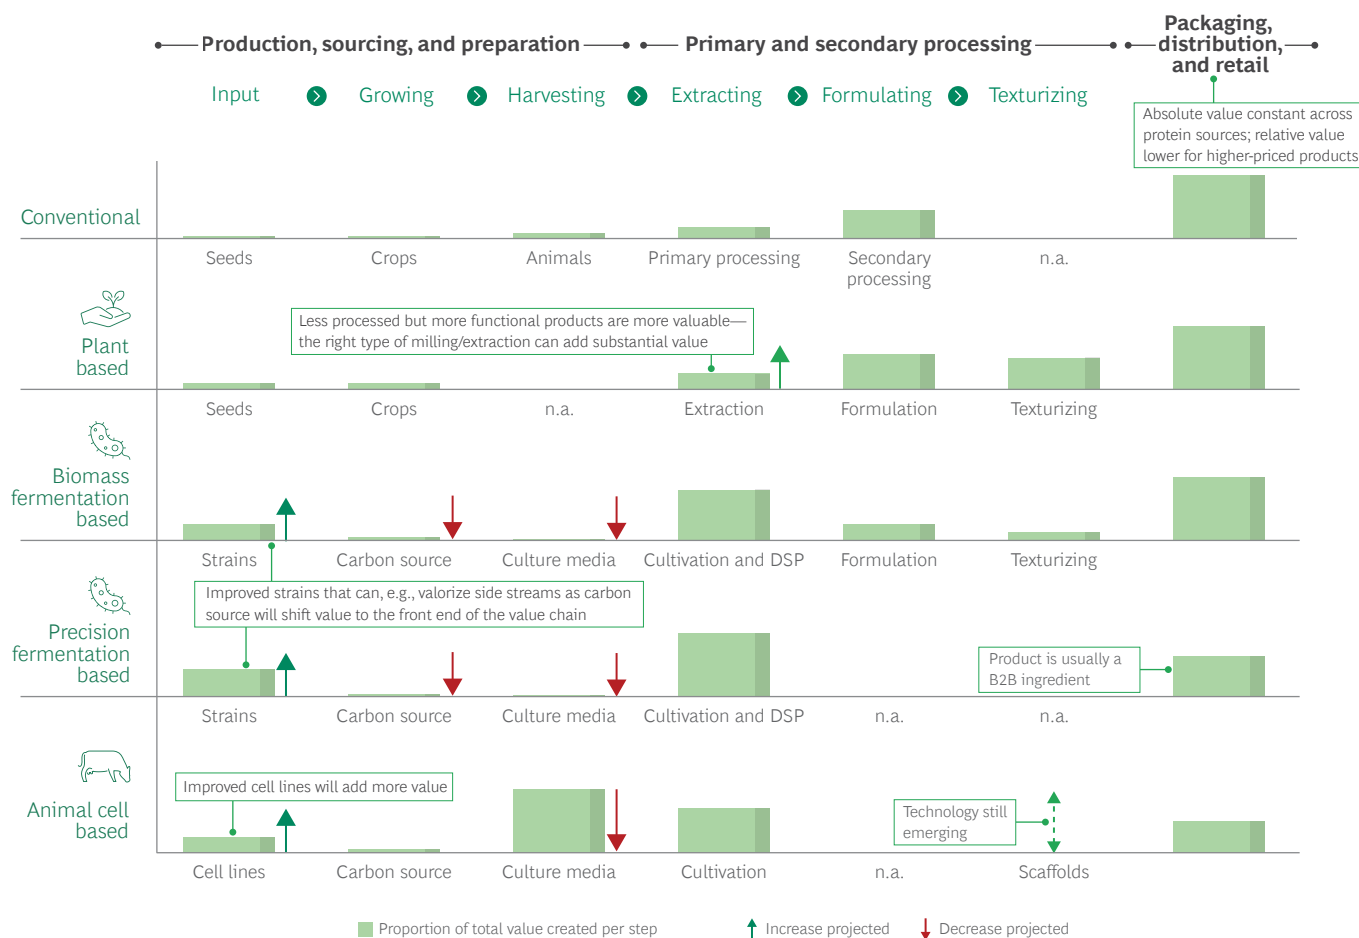 Production, sourcing, and preparation
Primary and secondary processing
Packaging,
distribution,
and retail
Input
Growing
Harvesting
Extracting
Formulating
Texturizing
Absolute value constant across
protein sources; relative value
lower for higher-priced products
Conventional
Seeds
Crops
Animals
Primary processing
Secondary
processing
n.a.
Plant
based
Less processed but more functional products are more valuable—
the right type of milling/extraction can add substantial value
Seeds
Crops
n.a.
Extraction
Formulation
Texturizing
Biomass
fermentation
based
Strains
Carbon source
Culture media
Cultivation and DSP
Formulation
Texturizing
Improved strains that can, e.g., valorize side streams as carbon
source will shift value to the front end of the value chain
Precision
fermentation
based
Product is usually a
B2B ingredient
Strains
Carbon source
Culture media
Cultivation and DSP
n.a.
n.a.
Animal cell
based
Improved cell lines will add more value
Technology still
emerging
Cell lines
Carbon source
Culture media
Cultivation
n.a.
Scaffolds
Proportion of total value created per step
Increase projected
Decrease projected